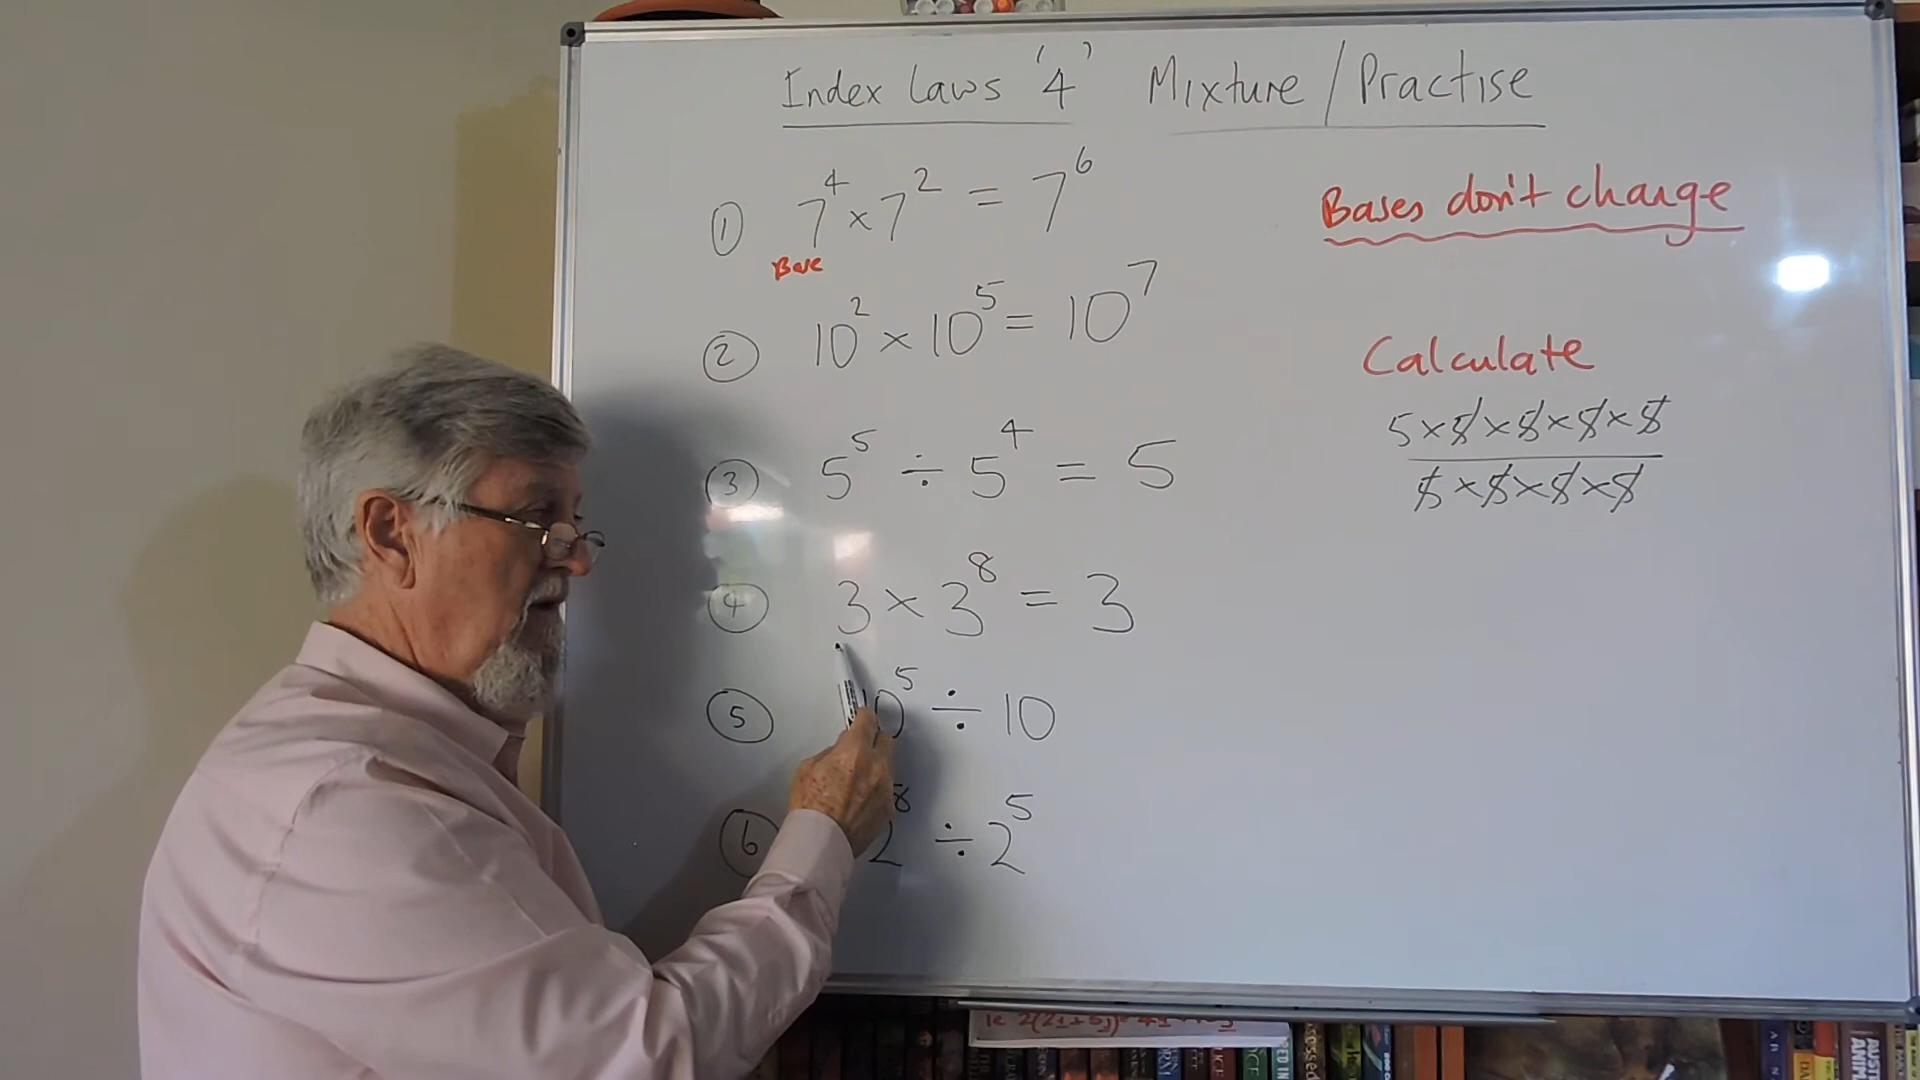 Index Laws '4' Mixture / Practise
① 7⁴ × 7² = 7⁶
Base
Bases don't change
② 10² × 10⁵ = 10⁷
Calculate
③ 5⁵ ÷ 5⁴ = 5
5 × 5 × 5 × 5 × 5
5 × 5 × 5 × 5
④ 3 × 3⁸ = 3
⑤ 10⁵ ÷ 10
⑥ 2⁸ ÷ 2⁵